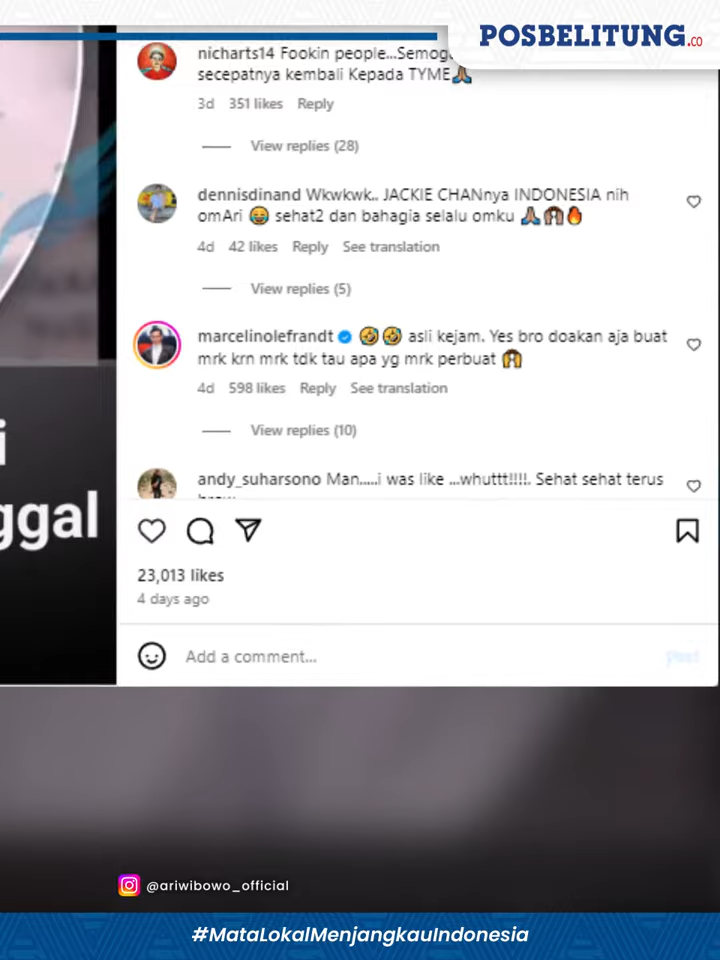 POSBELITUNG.CO
nicharts14 Fookin people...Semog
secepatnya kembali Kepada TYME🙏🏽
3d 351 likes Reply
View replies (28)
dennisdinand Wkwkwk.. JACKIE CHANnya INDONESIA nih
omAri 😂 sehat2 dan bahagia selalu omku 🙏🏽🙌🏽🔥
4d 42 likes Reply See translation
View replies (5)
marcelinolefrandt 🤣🤣 asli kejam. Yes bro doakan aja buat
mrk krn mrk tdk tau apa yg mrk perbuat 🙌
4d 598 likes Reply See translation
View replies (10)
andy_suharsono Man.....i was like ...whuttt!!!!. Sehat sehat terus
i
ggal
23,013 likes
4 days ago
Add a comment...
Post
@ariwibowo_official
#MataLokalMenjangkauIndonesia